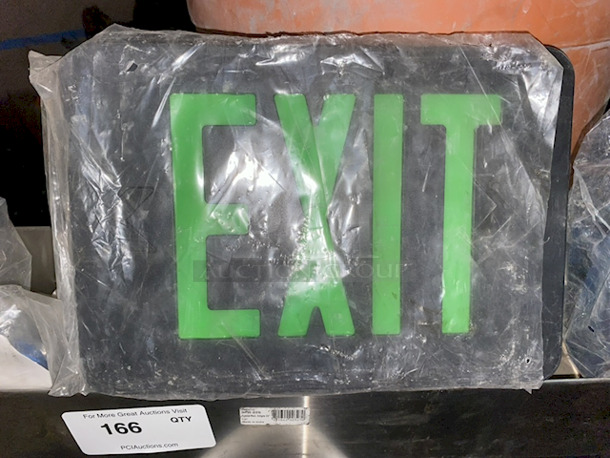 EXIT
For More Great Auctions Visit
166 QTY
PCIAuctions.com